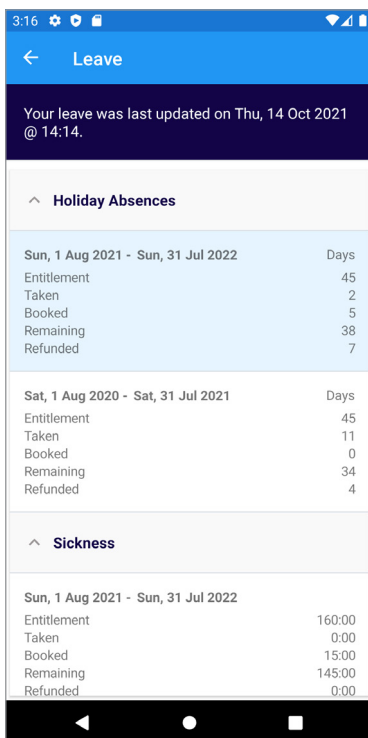 3:16
Leave
Your leave was last updated on Thu, 14 Oct 2021
@ 14:14.
Holiday Absences
Sun, 1 Aug 2021 - Sun, 31 Jul 2022 Days
Entitlement 45
Taken 2
Booked 5
Remaining 38
Refunded 7
Sat, 1 Aug 2020 - Sat, 31 Jul 2021 Days
Entitlement 45
Taken 11
Booked 0
Remaining 34
Refunded 4
Sickness
Sun, 1 Aug 2021 - Sun, 31 Jul 2022
Entitlement 160:00
Taken 0:00
Booked 15:00
Remaining 145:00
Refunded 0:00